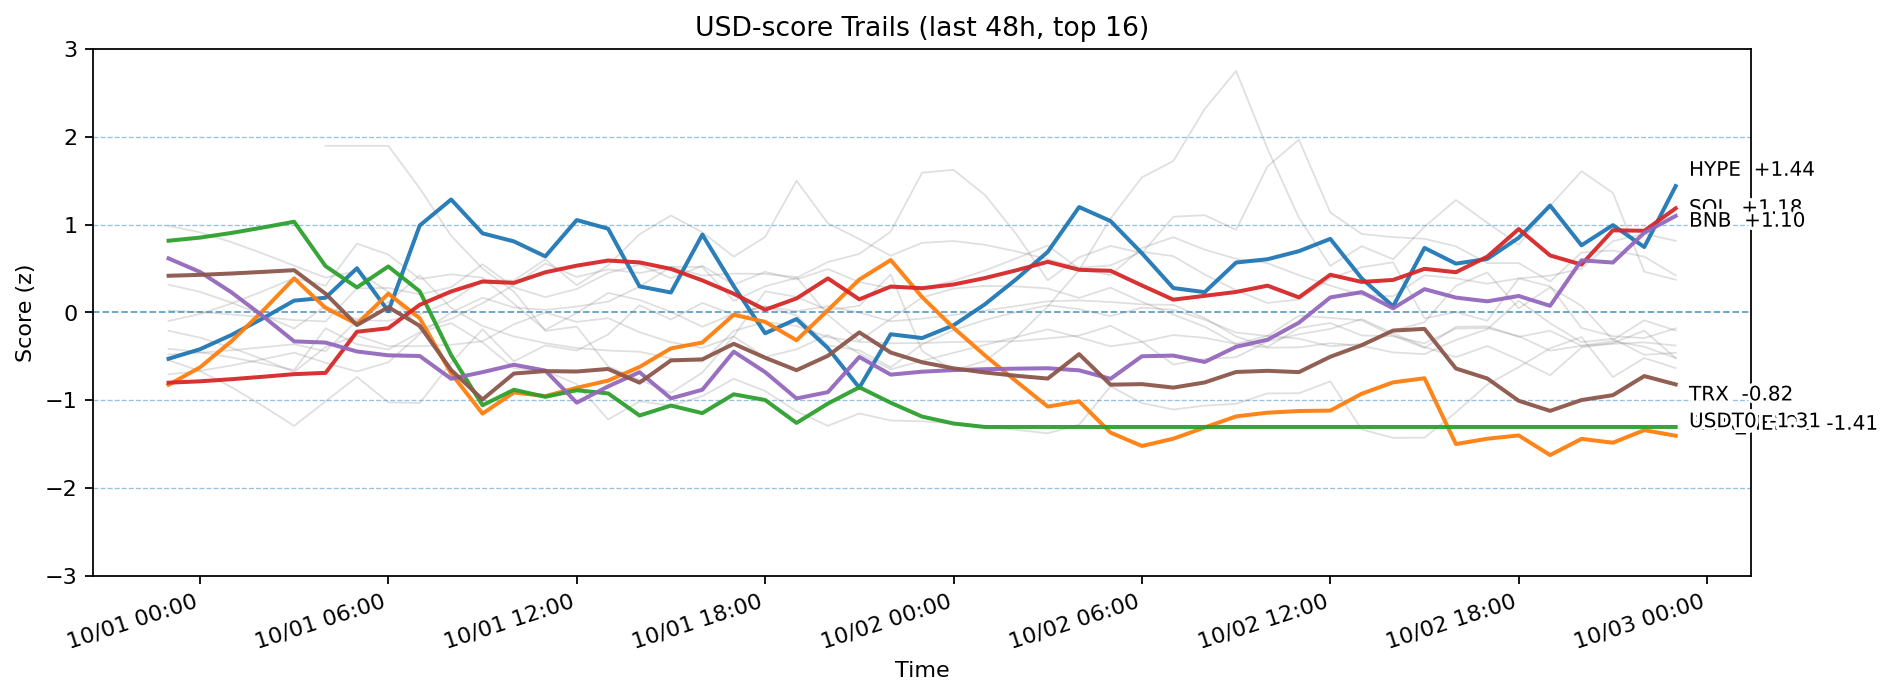 USD-score Trails (last 48h, top 16)
3
2
1
0
−1
−2
−3
Score (z)
HYPE +1.44
SOL +1.18
BNB +1.10
TRX -0.82
USDT0 -1.31
-1.41
10/01 00:00
10/01 06:00
10/01 12:00
10/01 18:00
10/02 00:00
10/02 06:00
10/02 12:00
10/02 18:00
10/03 00:00
Time